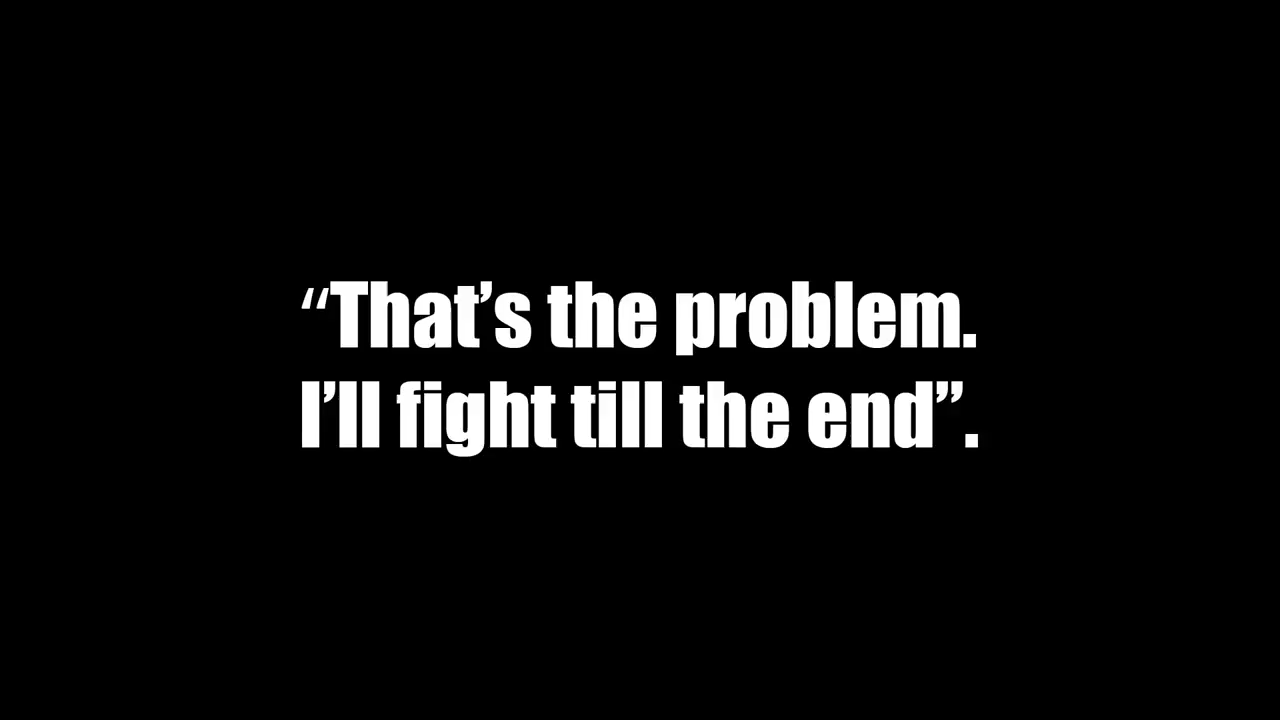 “That’s the problem.
I’ll fight till the end”.